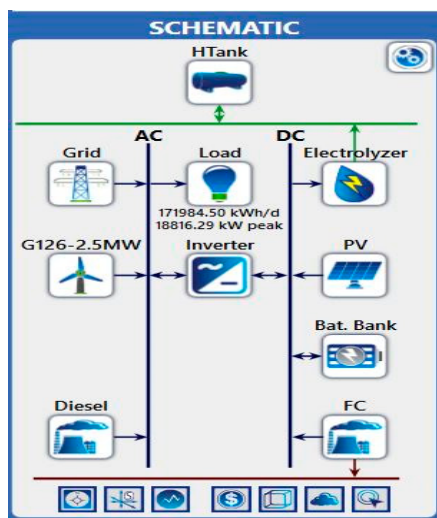 SCHEMATIC
HTank
AC DC
Grid Load Electrolyzer
171984.50 kWh/d
18816.29 kW peak
G126-2.5MW Inverter PV
Bat. Bank
Diesel FC